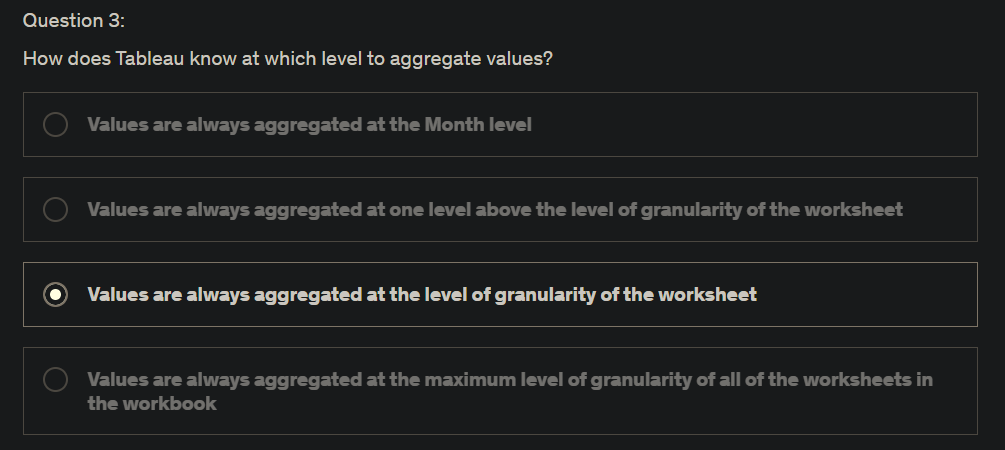 Question 3:
How does Tableau know at which level to aggregate values?
Values are always aggregated at the Month level
Values are always aggregated at one level above the level of granularity of the worksheet
Values are always aggregated at the level of granularity of the worksheet
Values are always aggregated at the maximum level of granularity of all of the worksheets in
the workbook